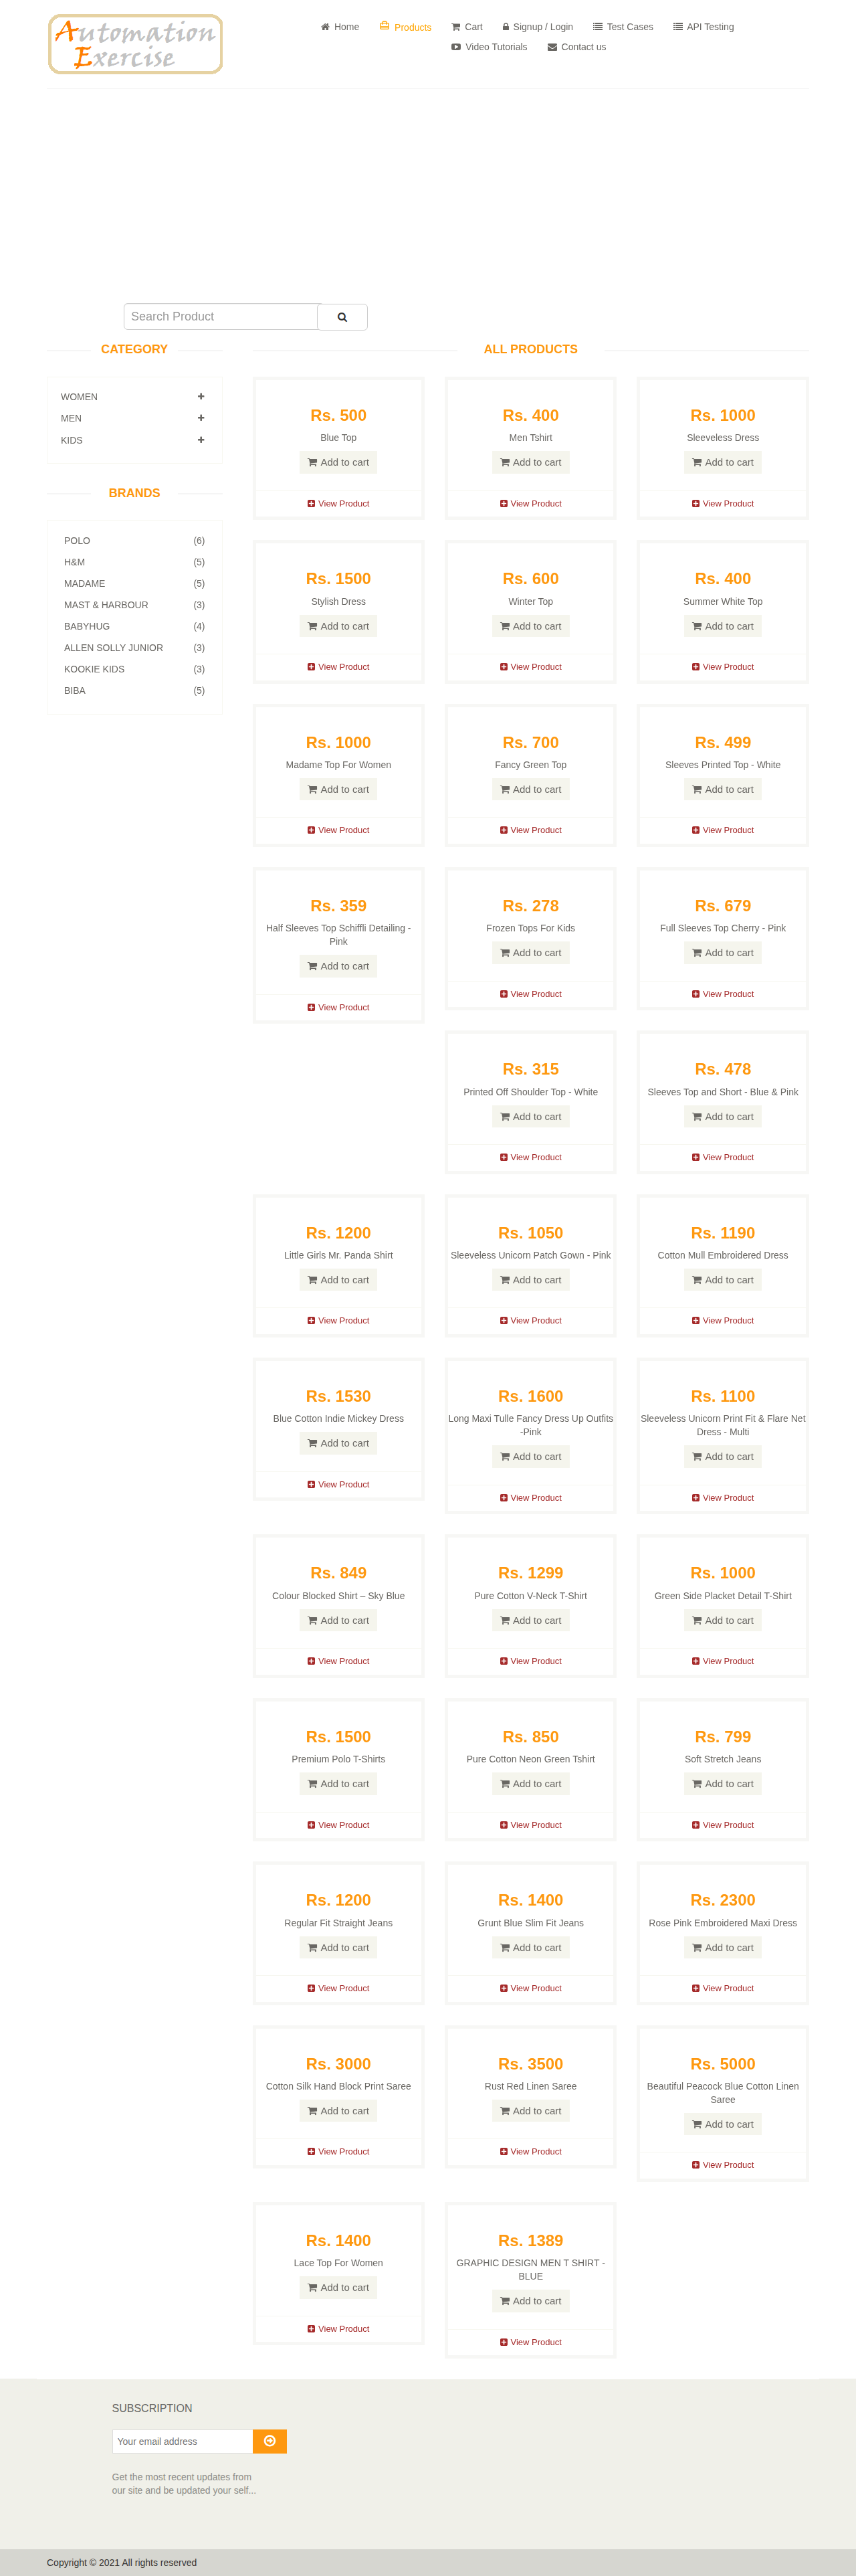 Automation
Exercise
Home
Products
Cart
Signup / Login
Test Cases
API Testing
Video Tutorials
Contact us
Search Product
CATEGORY
WOMEN
MEN
KIDS
BRANDS
POLO (6)
H&M (5)
MADAME (5)
MAST & HARBOUR (3)
BABYHUG (4)
ALLEN SOLLY JUNIOR (3)
KOOKIE KIDS (3)
BIBA (5)
ALL PRODUCTS
Rs. 500
Blue Top
Add to cart
View Product
Rs. 400
Men Tshirt
Add to cart
View Product
Rs. 1000
Sleeveless Dress
Add to cart
View Product
Rs. 1500
Stylish Dress
Add to cart
View Product
Rs. 600
Winter Top
Add to cart
View Product
Rs. 400
Summer White Top
Add to cart
View Product
Rs. 1000
Madame Top For Women
Add to cart
View Product
Rs. 700
Fancy Green Top
Add to cart
View Product
Rs. 499
Sleeves Printed Top - White
Add to cart
View Product
Rs. 359
Half Sleeves Top Schiffli Detailing -
Pink
Add to cart
View Product
Rs. 278
Frozen Tops For Kids
Add to cart
View Product
Rs. 679
Full Sleeves Top Cherry - Pink
Add to cart
View Product
Rs. 315
Printed Off Shoulder Top - White
Add to cart
View Product
Rs. 478
Sleeves Top and Short - Blue & Pink
Add to cart
View Product
Rs. 1200
Little Girls Mr. Panda Shirt
Add to cart
View Product
Rs. 1050
Sleeveless Unicorn Patch Gown - Pink
Add to cart
View Product
Rs. 1190
Cotton Mull Embroidered Dress
Add to cart
View Product
Rs. 1530
Blue Cotton Indie Mickey Dress
Add to cart
View Product
Rs. 1600
Long Maxi Tulle Fancy Dress Up Outfits
-Pink
Add to cart
View Product
Rs. 1100
Sleeveless Unicorn Print Fit & Flare Net
Dress - Multi
Add to cart
View Product
Rs. 849
Colour Blocked Shirt – Sky Blue
Add to cart
View Product
Rs. 1299
Pure Cotton V-Neck T-Shirt
Add to cart
View Product
Rs. 1000
Green Side Placket Detail T-Shirt
Add to cart
View Product
Rs. 1500
Premium Polo T-Shirts
Add to cart
View Product
Rs. 850
Pure Cotton Neon Green Tshirt
Add to cart
View Product
Rs. 799
Soft Stretch Jeans
Add to cart
View Product
Rs. 1200
Regular Fit Straight Jeans
Add to cart
View Product
Rs. 1400
Grunt Blue Slim Fit Jeans
Add to cart
View Product
Rs. 2300
Rose Pink Embroidered Maxi Dress
Add to cart
View Product
Rs. 3000
Cotton Silk Hand Block Print Saree
Add to cart
View Product
Rs. 3500
Rust Red Linen Saree
Add to cart
View Product
Rs. 5000
Beautiful Peacock Blue Cotton Linen
Saree
Add to cart
View Product
Rs. 1400
Lace Top For Women
Add to cart
View Product
Rs. 1389
GRAPHIC DESIGN MEN T SHIRT -
BLUE
Add to cart
View Product
SUBSCRIPTION
Your email address
Get the most recent updates from
our site and be updated your self...
Copyright © 2021 All rights reserved